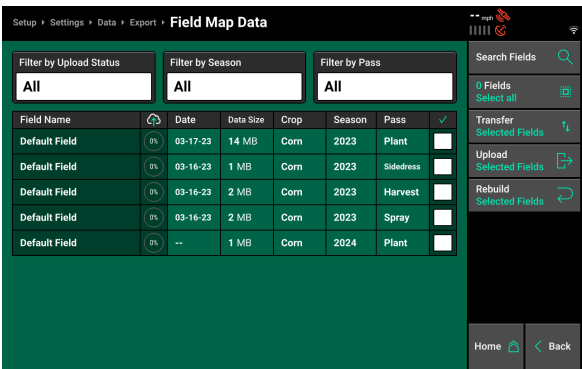 Setup › Settings › Data › Export › Field Map Data
-- mph
Filter by Upload Status
All
Filter by Season
All
Filter by Pass
All
Field Name Date Data Size Crop Season Pass ✓
Default Field 0% 03-17-23 14 MB Corn 2023 Plant
Default Field 0% 03-16-23 1 MB Corn 2023 Sidedress
Default Field 0% 03-16-23 2 MB Corn 2023 Harvest
Default Field 0% 03-16-23 2 MB Corn 2023 Spray
Default Field 0% -- 1 MB Corn 2024 Plant
Search Fields
0 Fields
Select all
Transfer
Selected Fields
Upload
Selected Fields
Rebuild
Selected Fields
Home
Back